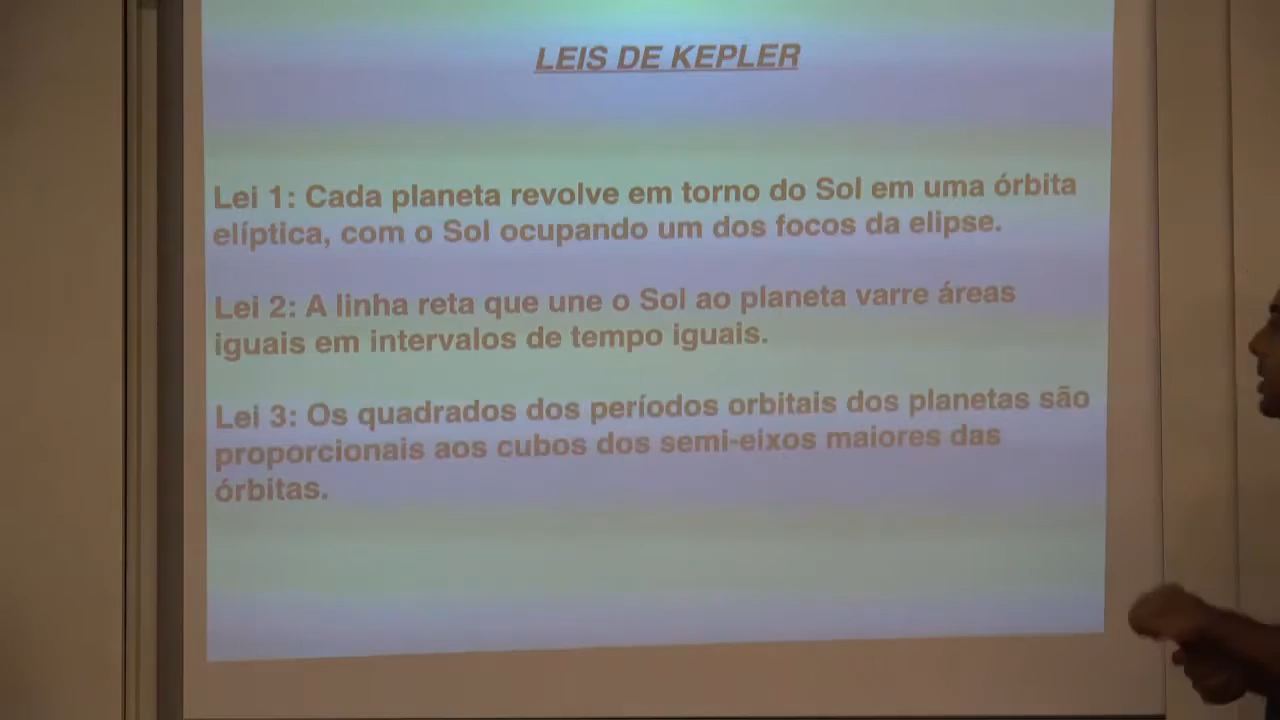 LEIS DE KEPLER
Lei 1: Cada planeta revolve em torno do Sol em uma órbita
elíptica, com o Sol ocupando um dos focos da elipse.
Lei 2: A linha reta que une o Sol ao planeta varre áreas
iguais em intervalos de tempo iguais.
Lei 3: Os quadrados dos períodos orbitais dos planetas são
proporcionais aos cubos dos semi-eixos maiores das
órbitas.